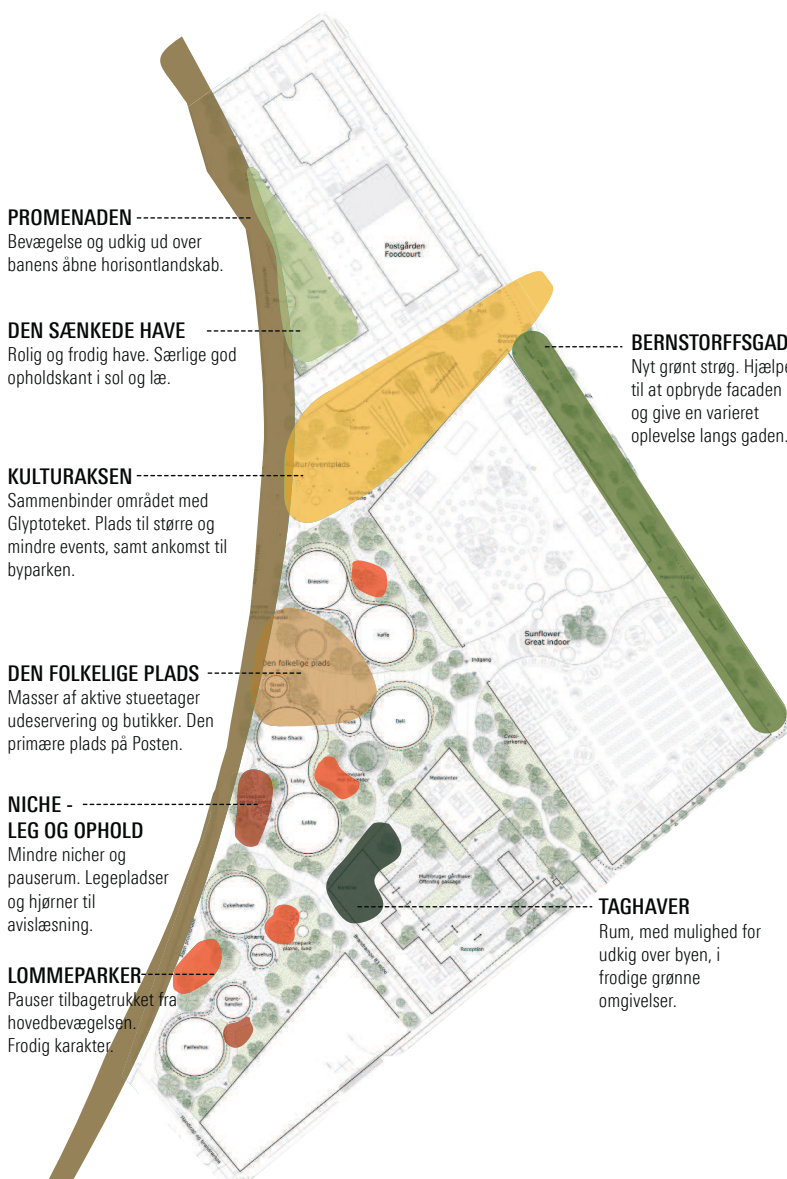 PROMENADEN
Bevægelse og udkig ud over
banens åbne horisontlandskab.
DEN SÆNKEDE HAVE
Rolig og frodig have. Særlige god
opholdskant i sol og læ.
KULTURAKSEN
Sammenbinder området med
Glyptoteket. Plads til større og
mindre events, samt ankomst til
byparken.
DEN FOLKELIGE PLADS
Masser af aktive stueetager
udeservering og butikker. Den
primære plads på Posten.
NICHE -
LEG OG OPHOLD
Mindre nicher og
pauserum. Legepladser
og hjørner til
avislæsning.
LOMMEPARKER
Pauser tilbagetrukket fra
hovedbevægelsen.
Frodig karakter.
BERNSTORFFSGAD
Nyt grønt strøg. Hjælpe
til at opbryde facaden
og give en varieret
oplevelse langs gaden.
TAGHAVER
Rum, med mulighed for
udkig over byen, i
frodige grønne
omgivelser.
Postgården
Foodcourt
Kaffe
Den folkelige plads
Sunflower
Great indoor
Indgang
Deli
Shake Shack
Lobby
Lobby
Mødecenter
Cykelhandler
Reception
Grønt-
handler
Fælleshus